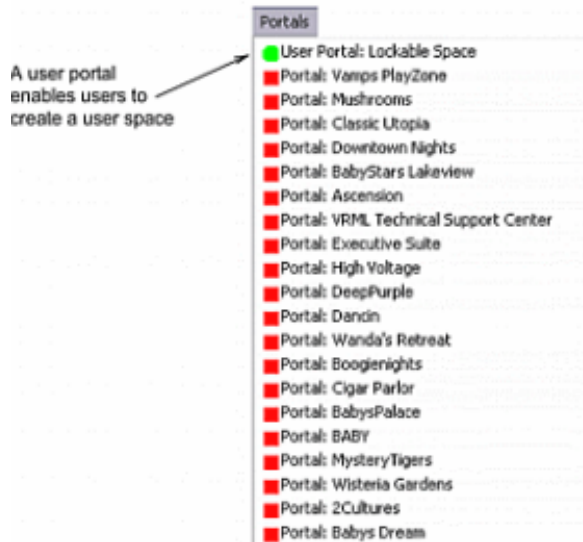 Portals
User Portal: Lockable Space
A user portal
enables users to
create a user space
Portal: Vamps PlayZone
Portal: Mushrooms
Portal: Classic Utopia
Portal: Downtown Nights
Portal: BabyStars Lakeview
Portal: Ascension
Portal: VRML Technical Support Center
Portal: Executive Suite
Portal: High Voltage
Portal: DeepPurple
Portal: Dancin
Portal: Wanda's Retreat
Portal: Boogienights
Portal: Cigar Parlor
Portal: BabysPalace
Portal: BABY
Portal: MysteryTigers
Portal: Wisteria Gardens
Portal: 2Cultures
Portal: Babys Dream